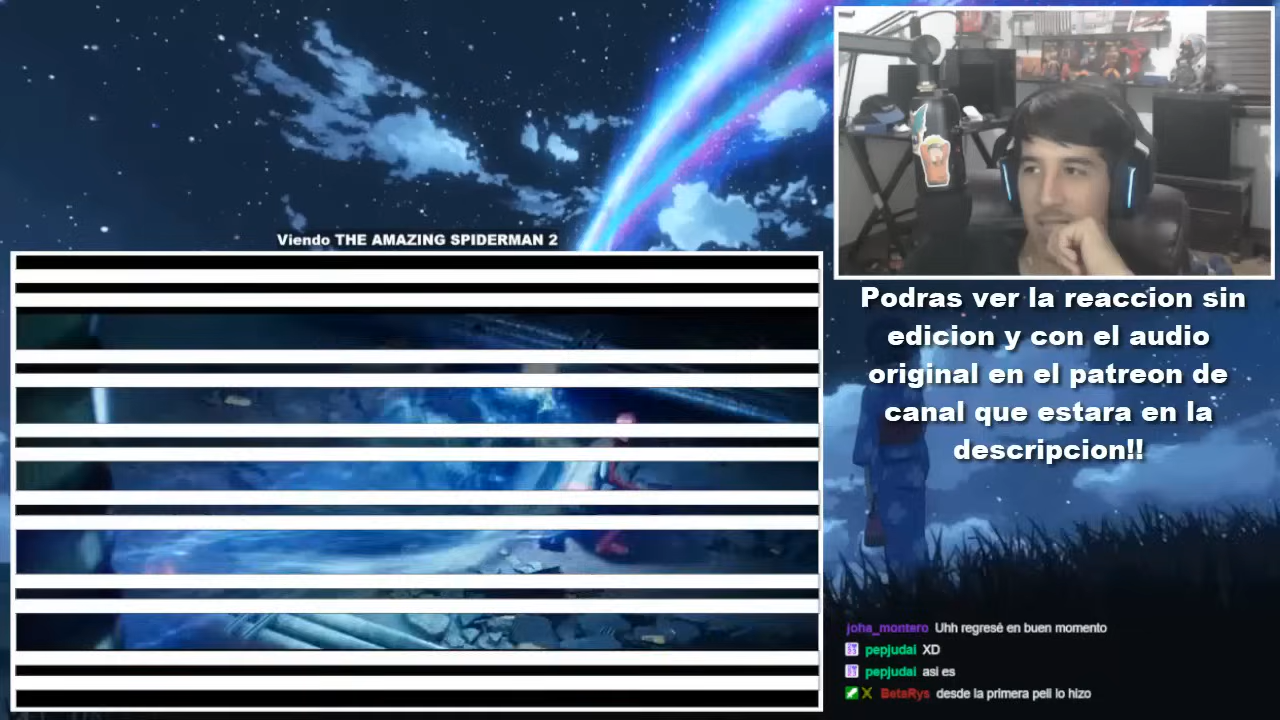 Viendo THE AMAZING SPIDERMAN 2
Podras ver la reaccion sin
edicion y con el audio
original en el patreon de
canal que estara en la
descripcion!!
joha_montero Uhh regresé en buen momento
pepjudai XD
pepjudai asi es
BetaRys desde la primera peli lo hizo